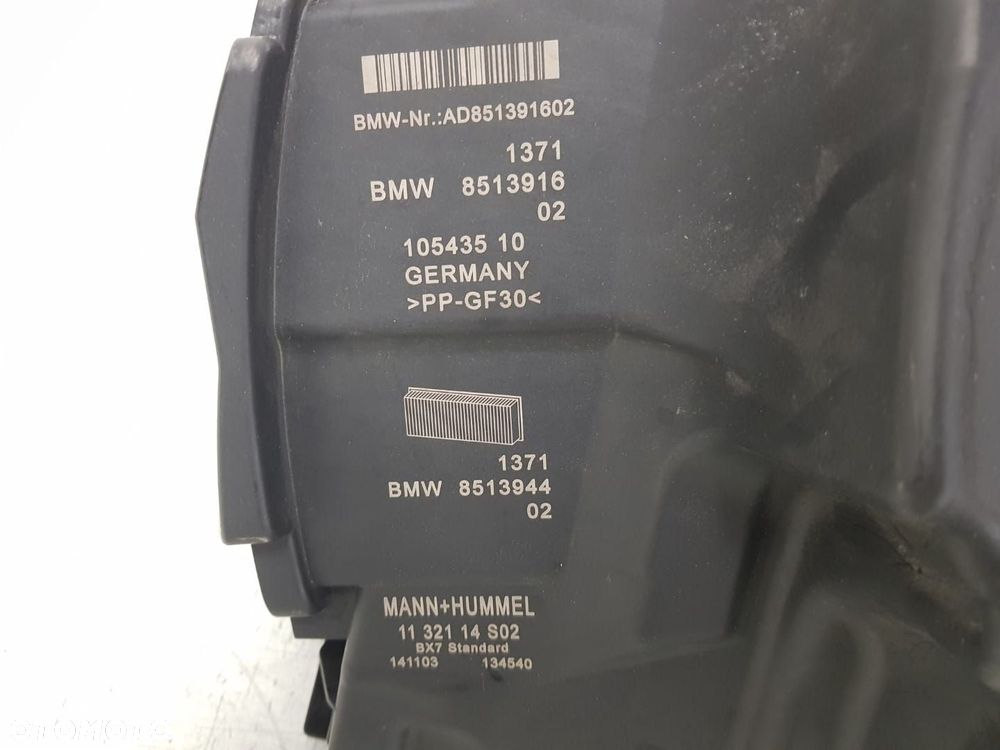 BMW-Nr.:AD851391602
1371
BMW 8513916
02
105435 10
GERMANY
>PP-GF30<
1371
BMW 8513944
02
MANN+HUMMEL
11 321 14 S02
BX7 Standard
141103 134540
otomoto